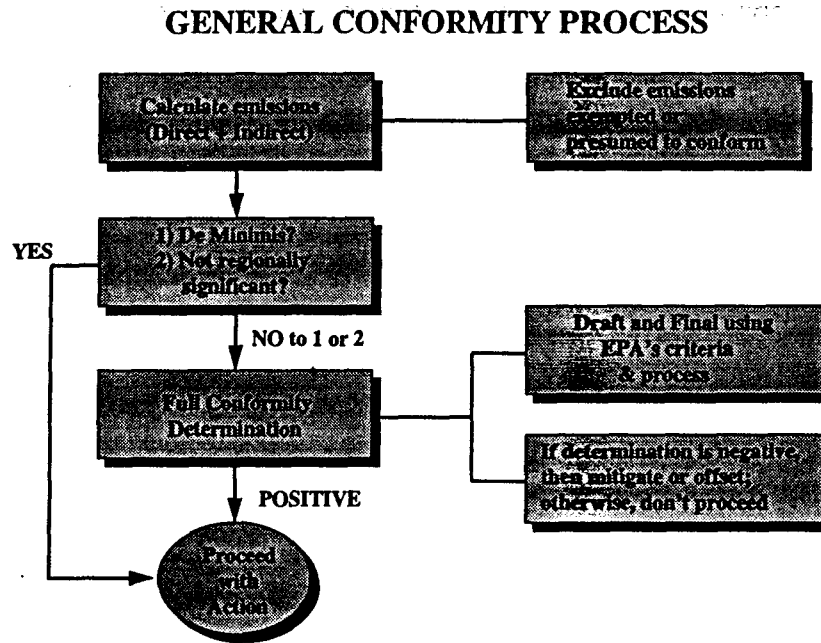 GENERAL CONFORMITY PROCESS
Calculate emissions
(Direct + Indirect)
Exclude emissions
exempted or
presumed to conform
YES
1) De Minimis?
2) Not regionally
significant?
NO to 1 or 2
Draft and Final using
EPA's criteria
& process
Full Conformity
Determination
If determination is negative,
then mitigate or offset;
otherwise, don't proceed
POSITIVE
Proceed
with
Action